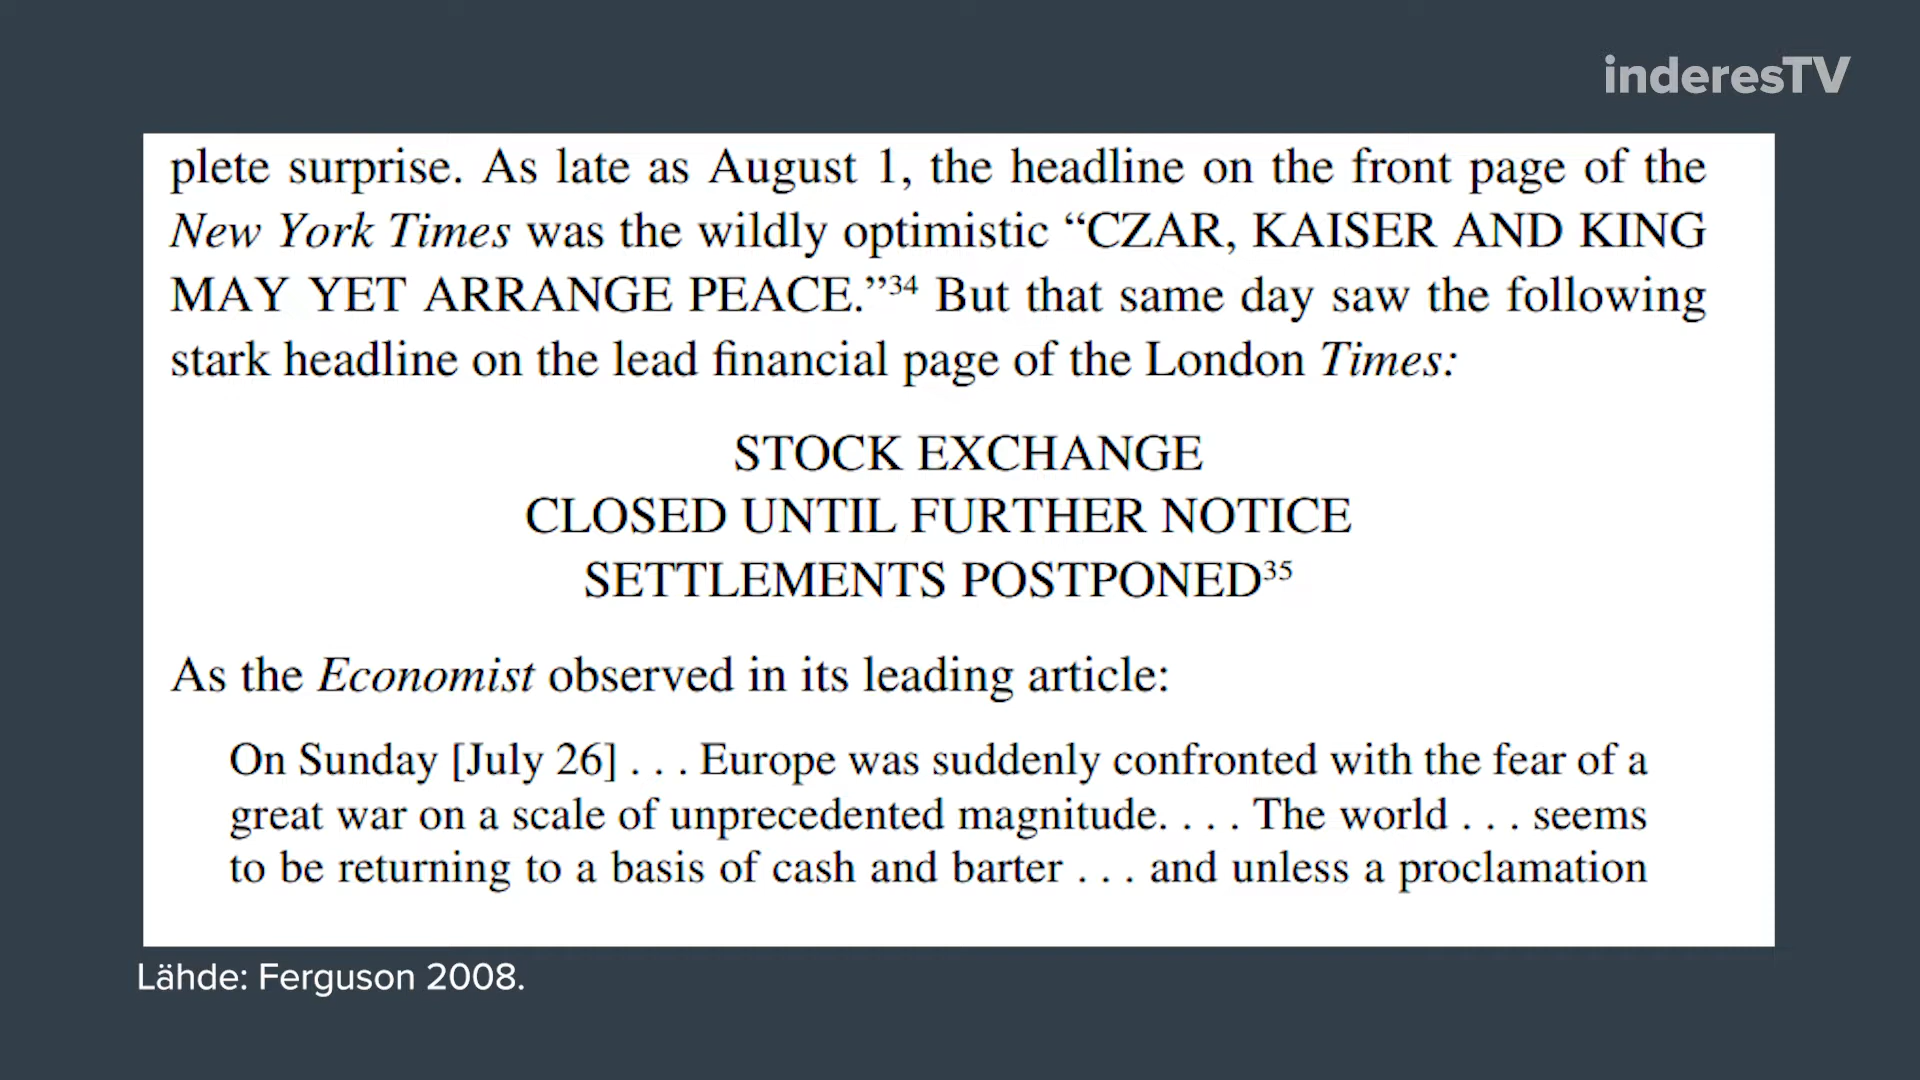 inderesTV
plete surprise. As late as August 1, the headline on the front page of the
New York Times was the wildly optimistic “CZAR, KAISER AND KING
MAY YET ARRANGE PEACE.”34 But that same day saw the following
stark headline on the lead financial page of the London Times:
STOCK EXCHANGE
CLOSED UNTIL FURTHER NOTICE
SETTLEMENTS POSTPONED35
As the Economist observed in its leading article:
On Sunday [July 26] . . . Europe was suddenly confronted with the fear of a
great war on a scale of unprecedented magnitude. . . . The world . . . seems
to be returning to a basis of cash and barter . . . and unless a proclamation
Lähde: Ferguson 2008.